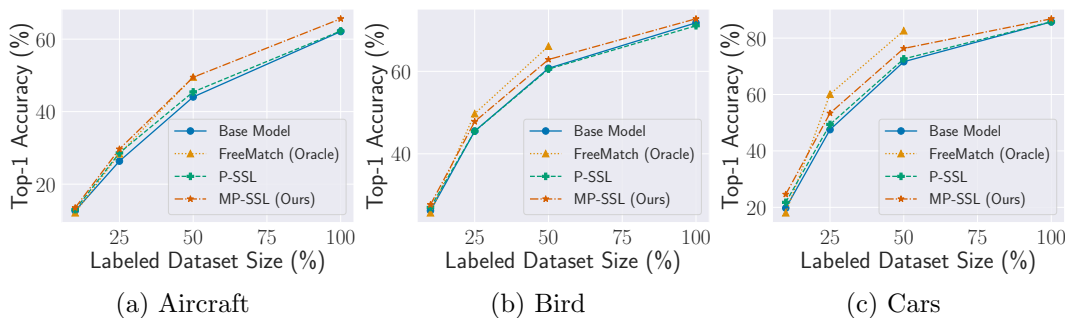 Top-1 Accuracy (%)
60
40
20
Base Model
FreeMatch (Oracle)
P-SSL
MP-SSL (Ours)
25
50
75
100
Labeled Dataset Size (%)
(a) Aircraft
Top-1 Accuracy (%)
60
40
Base Model
FreeMatch (Oracle)
P-SSL
MP-SSL (Ours)
25
50
75
100
Labeled Dataset Size (%)
(b) Bird
Top-1 Accuracy (%)
80
60
40
20
Base Model
FreeMatch (Oracle)
P-SSL
MP-SSL (Ours)
25
50
75
100
Labeled Dataset Size (%)
(c) Cars